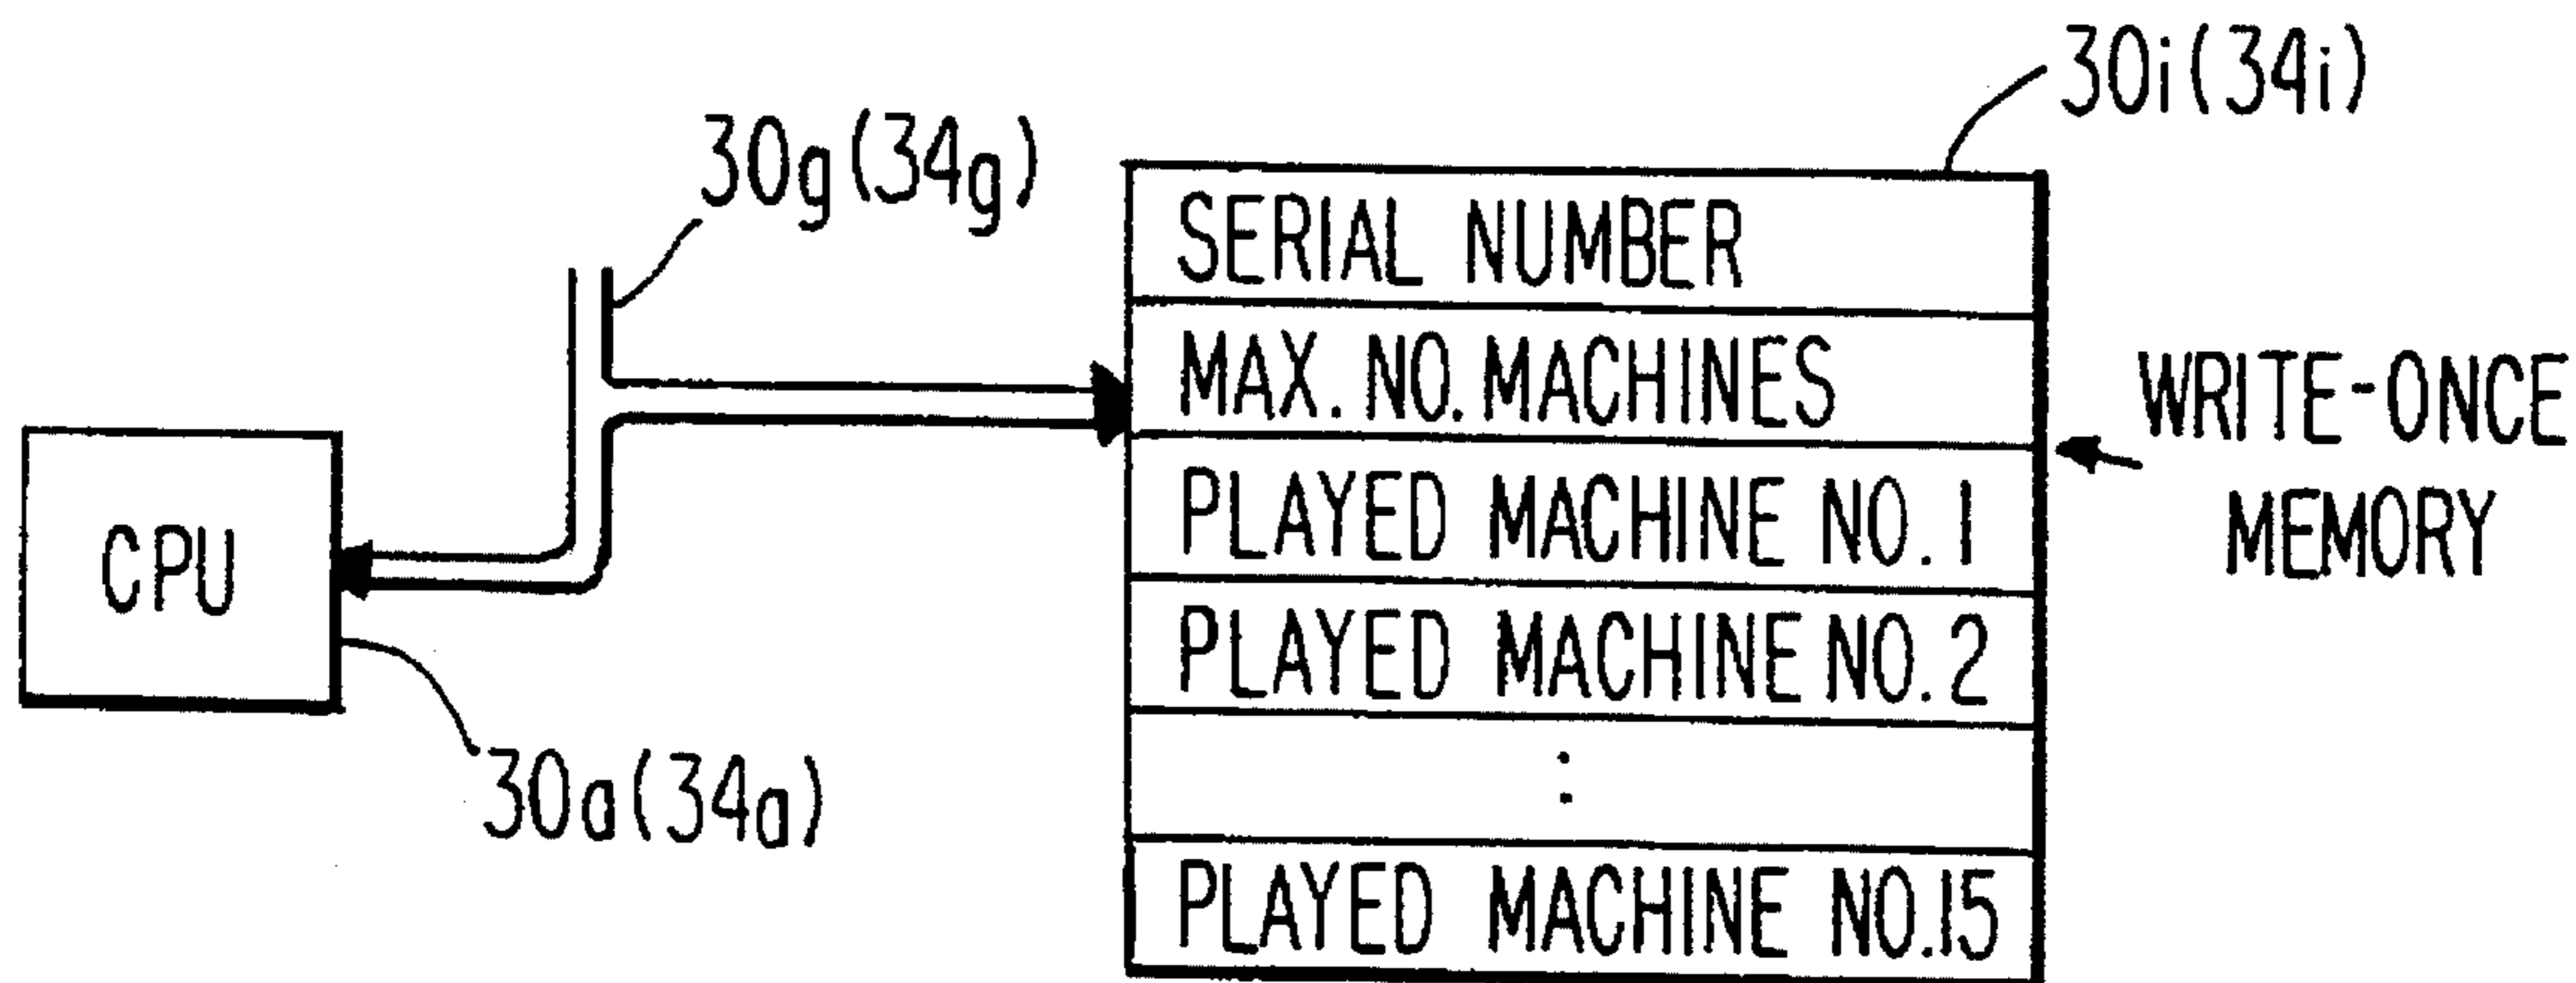 30i(34i)
30g(34g)
SERIAL NUMBER
MAX. NO. MACHINES
PLAYED MACHINE NO. 1
PLAYED MACHINE NO. 2
:
PLAYED MACHINE NO.15
WRITE-ONCE
MEMORY
CPU
30a(34a)